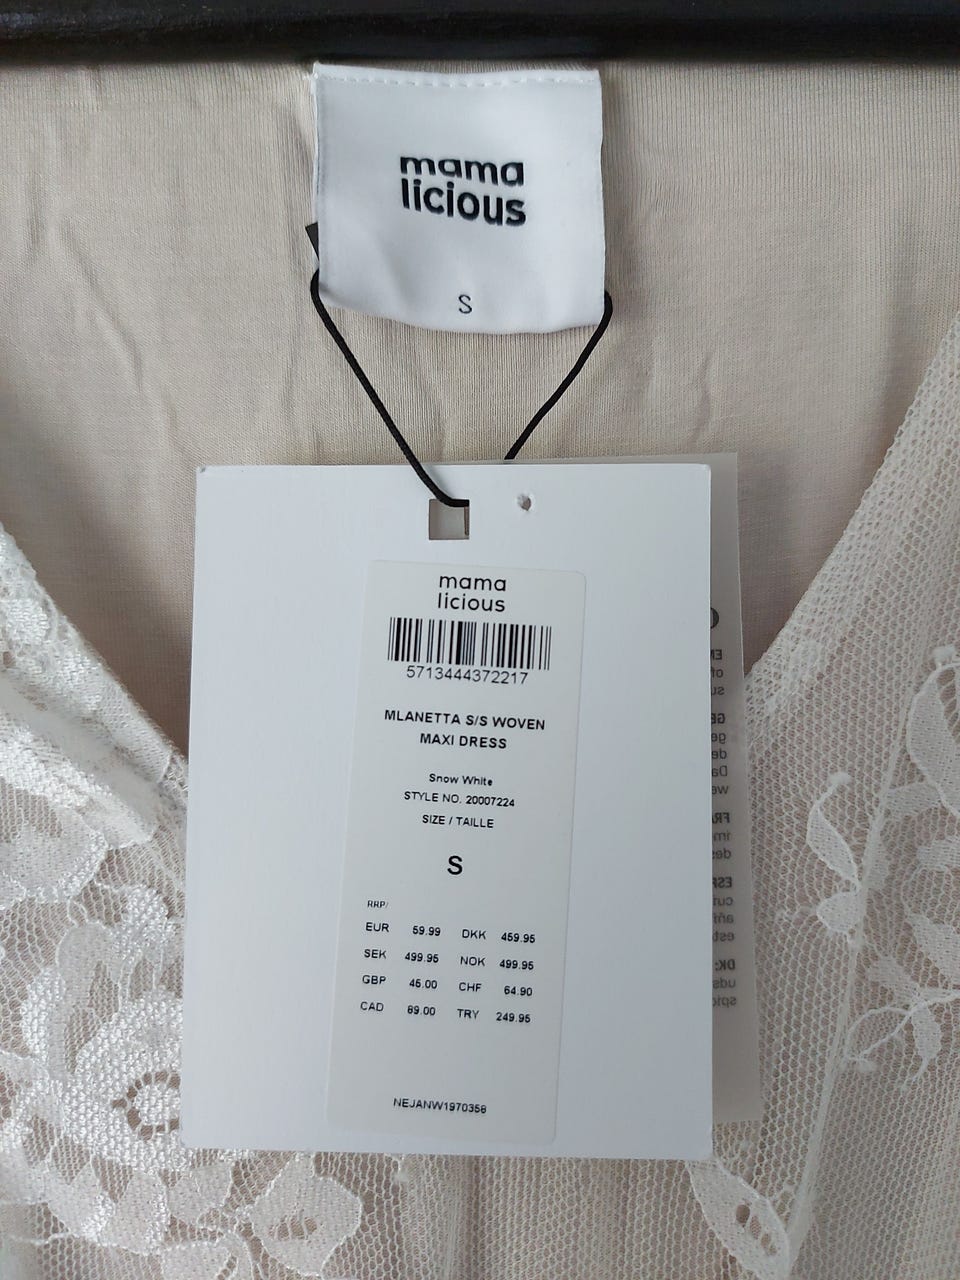 mama
licious
S
mama
licious
5713444372217
MLANETTA S/S WOVEN
MAXI DRESS
Snow White
STYLE NO. 20007224
SIZE / TAILLE
S
RRP/
EUR 59.99 DKK 459.95
SEK 499.95 NOK 499.95
GBP 45.00 CHF 64.90
CAD 89.00 TRY 249.95
NEJANW1970358